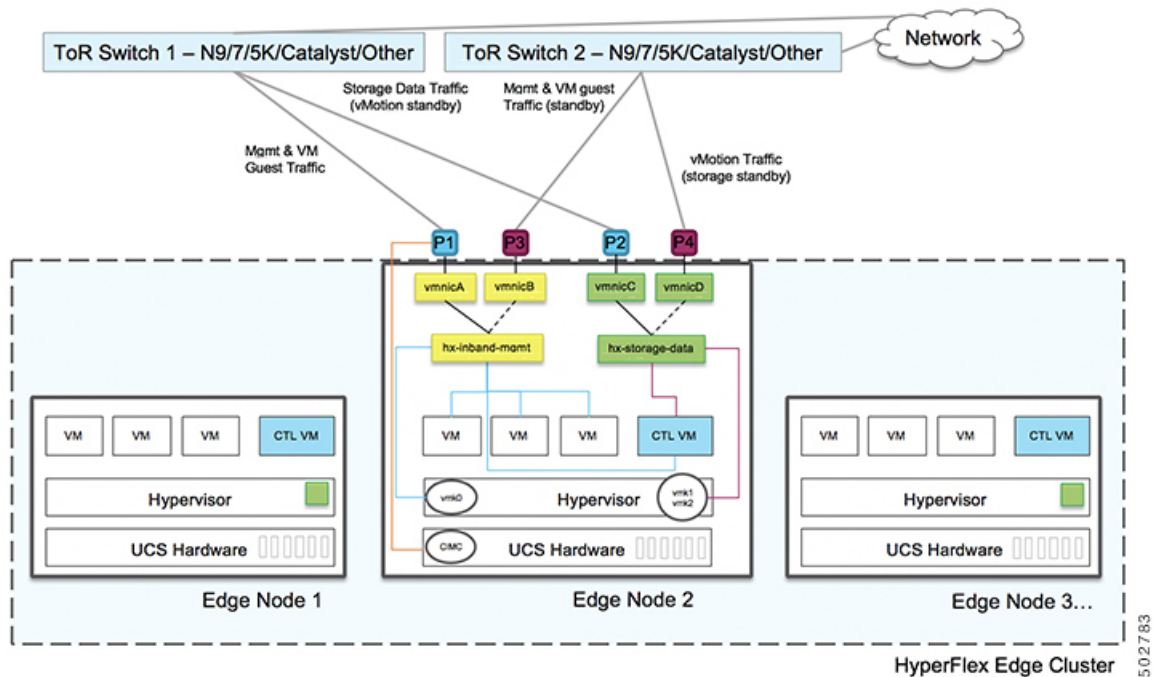 Network
ToR Switch 1 – N9/7/5K/Catalyst/Other
ToR Switch 2 – N9/7/5K/Catalyst/Other
Storage Data Traffic
(vMotion standby)
Mgmt & VM guest
Traffic (standby)
Mgmt & VM
Guest Traffic
vMotion Traffic
(storage standby)
P1
P3
P2
P4
vmnicA
vmnicB
vmnicC
vmnicD
hx-inband-mgmt
hx-storage-data
VM
VM
VM
CTL VM
Hypervisor
UCS Hardware
Edge Node 1
VM
VM
VM
CTL VM
vmk0
Hypervisor
vmk1
vmk2
CIMC
UCS Hardware
Edge Node 2
VM
VM
VM
CTL VM
Hypervisor
UCS Hardware
Edge Node 3...
HyperFlex Edge Cluster
502783